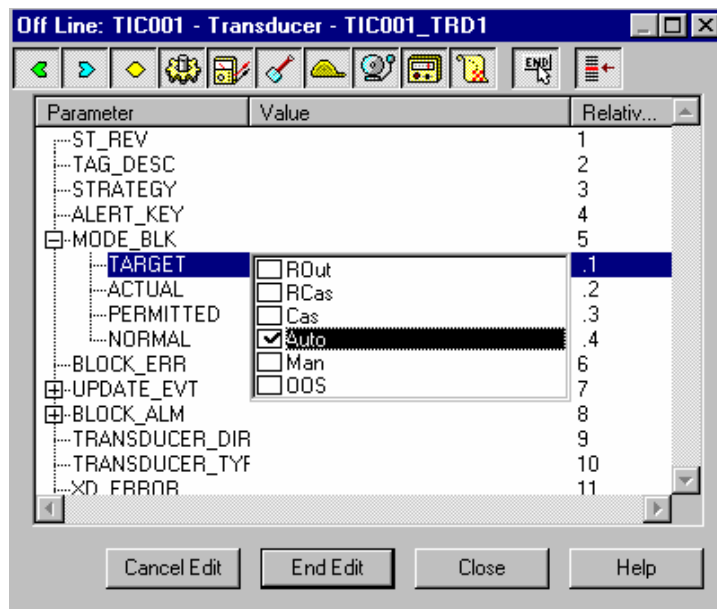 Off Line: TIC001 - Transducer - TIC001_TRD1
END
Parameter Value Relativ...
ST_REV 1
TAG_DESC 2
STRATEGY 3
ALERT_KEY 4
MODE_BLK 5
TARGET ROut .1
ACTUAL RCas .2
PERMITTED Cas .3
NORMAL Auto .4
BLOCK_ERR Man 6
UPDATE_EVT OOS 7
BLOCK_ALM 8
TRANSDUCER_DIR 9
TRANSDUCER_TYF 10
XD_ERROR 11
Cancel Edit End Edit Close Help